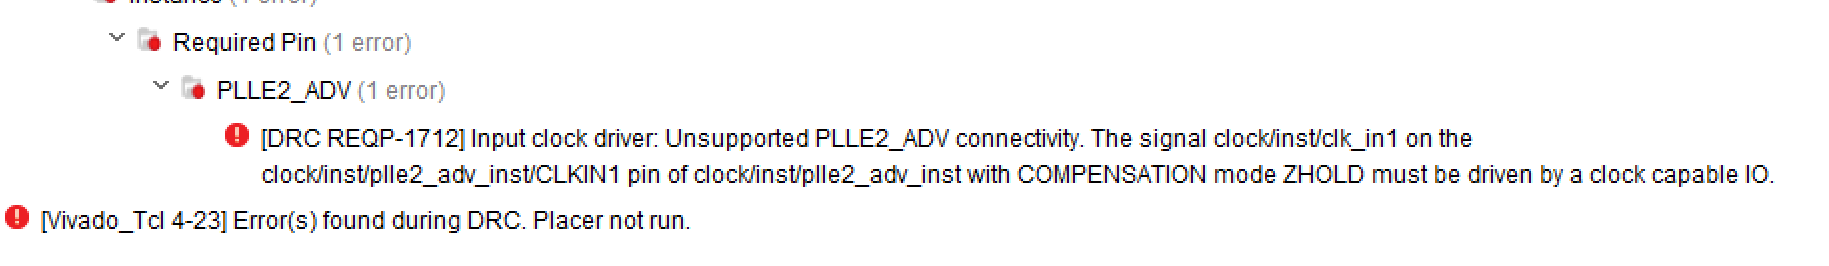 Instance (1 error)
Required Pin (1 error)
PLLE2_ADV (1 error)
[DRC REQP-1712] Input clock driver: Unsupported PLLE2_ADV connectivity. The signal clock/inst/clk_in1 on the
clock/inst/plle2_adv_inst/CLKIN1 pin of clock/inst/plle2_adv_inst with COMPENSATION mode ZHOLD must be driven by a clock capable IO.
[Vivado_Tcl 4-23] Error(s) found during DRC. Placer not run.